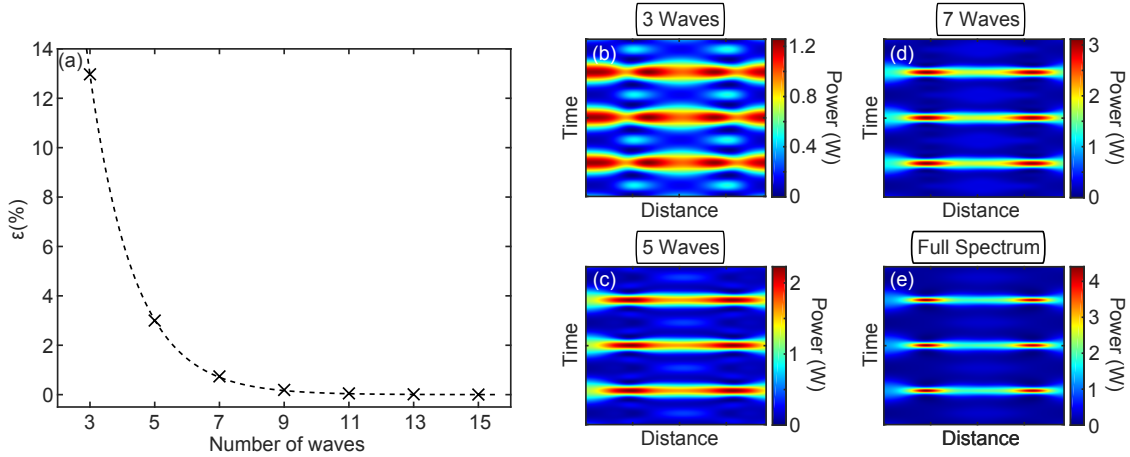 (a)
ε(%)
14
12
10
8
6
4
2
0
3 5 7 9 11 13 15
Number of waves
3 Waves
(b)
Time
Distance
1.2
0.8
0.4
0
Power (W)
7 Waves
(d)
Time
Distance
3
2
1
0
Power (W)
5 Waves
(c)
Time
Distance
2
1
0
Power (W)
Full Spectrum
(e)
Time
Distance
4
3
2
1
0
Power (W)